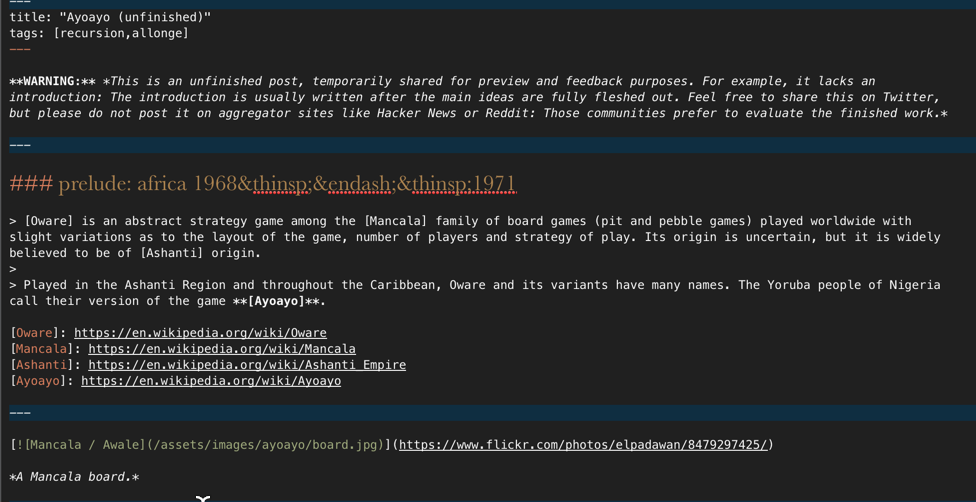 ---
title: "Ayoayo (unfinished)"
tags: [recursion,allonge]
---
**WARNING:** *This is an unfinished post, temporarily shared for preview and feedback purposes. For example, it lacks an
introduction: The introduction is usually written after the main ideas are fully fleshed out. Feel free to share this on Twitter,
but please do not post it on aggregator sites like Hacker News or Reddit: Those communities prefer to evaluate the finished work.*
---
### prelude: africa 1968&thinsp;&endash;&thinsp;1971
> [Oware] is an abstract strategy game among the [Mancala] family of board games (pit and pebble games) played worldwide with
slight variations as to the layout of the game, number of players and strategy of play. Its origin is uncertain, but it is widely
believed to be of [Ashanti] origin.
>
> Played in the Ashanti Region and throughout the Caribbean, Oware and its variants have many names. The Yoruba people of Nigeria
call their version of the game **[Ayoayo]**.
[Oware]: https://en.wikipedia.org/wiki/Oware
[Mancala]: https://en.wikipedia.org/wiki/Mancala
[Ashanti]: https://en.wikipedia.org/wiki/Ashanti_Empire
[Ayoayo]: https://en.wikipedia.org/wiki/Ayoayo
---
[![Mancala / Awale](/assets/images/ayoayo/board.jpg)](https://www.flickr.com/photos/elpadawan/8479297425/)
*A Mancala board.*